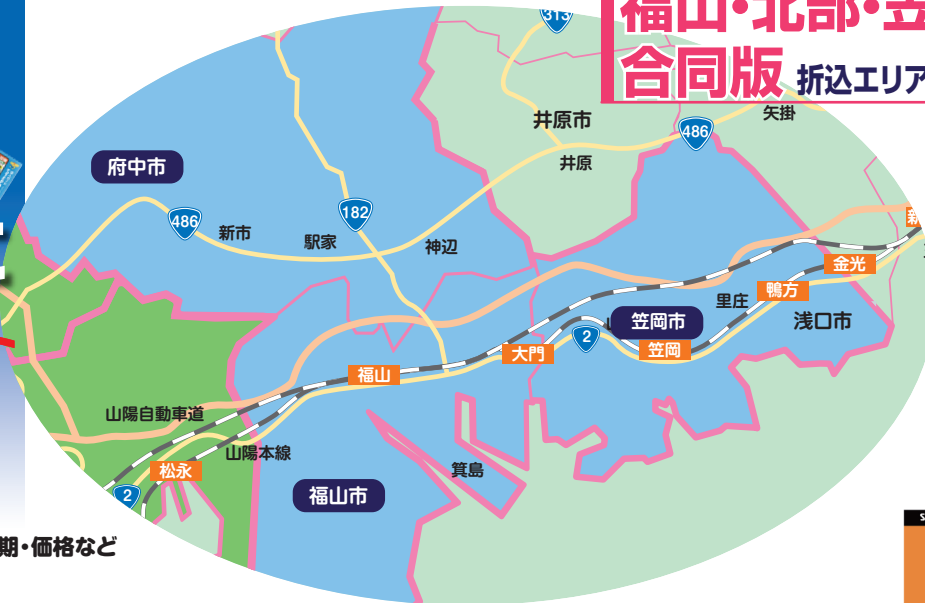 福山・北部・笠
合同版 折込エリア
313
井原市
矢掛
486
井原
府中市
182
486
新市
駅家
神辺
金光
鴨方
里庄
浅口市
笠岡市
2
大門
笠岡
福山
山陽自動車道
山陽本線
松永
箕島
2
福山市
期・価格など